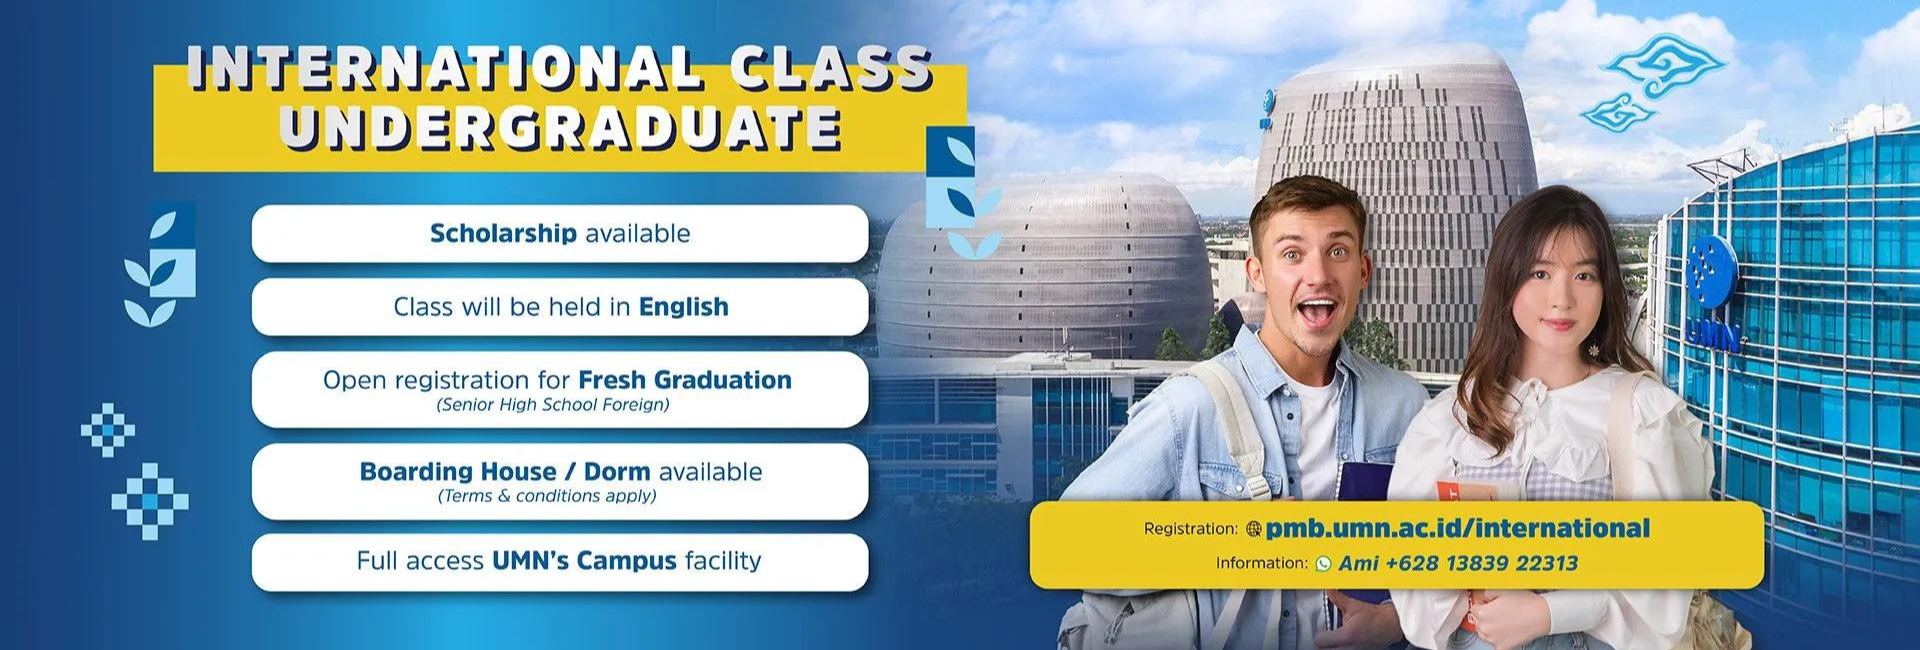 INTERNATIONAL CLASS
UNDERGRADUATE
Scholarship available
Class will be held in English
Open registration for Fresh Graduation
(Senior High School Foreign)
Boarding House / Dorm available
(Terms & conditions apply)
Full access UMN's Campus facility
UMN
Registration: pmb.umn.ac.id/international
Information: Ami +628 13839 22313